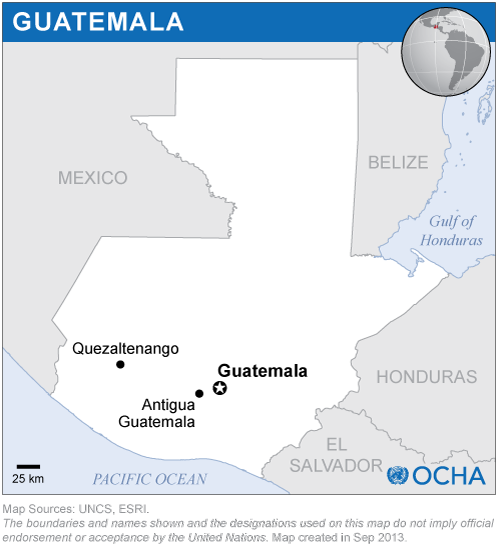 GUATEMALA
MEXICO
BELIZE
Gulf of
Honduras
Quezaltenango
Guatemala
Antigua
Guatemala
HONDURAS
EL
SALVADOR
OCHA
25 km
PACIFIC OCEAN
Map Sources: UNCS, ESRI.
The boundaries and names shown and the designations used on this map do not imply official
endorsement or acceptance by the United Nations. Map created in Sep 2013.